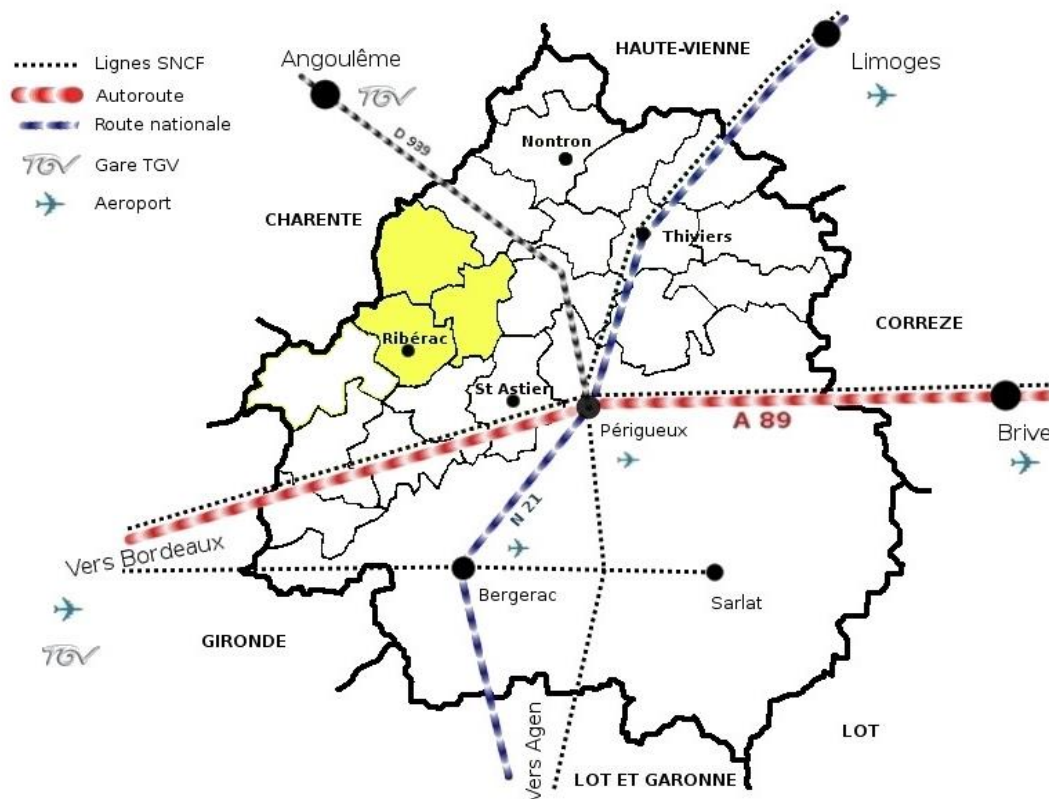 Lignes SNCF
Autoroute
Route nationale
TGV Gare TGV
Aeroport
Angoulême
TGV
HAUTE-VIENNE
Limoges
D 939
Nontron
CHARENTE
Thiviers
CORREZE
Ribérac
St Astier
Périgueux
A 89
Brive
N 21
Vers Bordeaux
Bergerac
Sarlat
TGV
GIRONDE
Vers Agen
LOT
LOT ET GARONNE